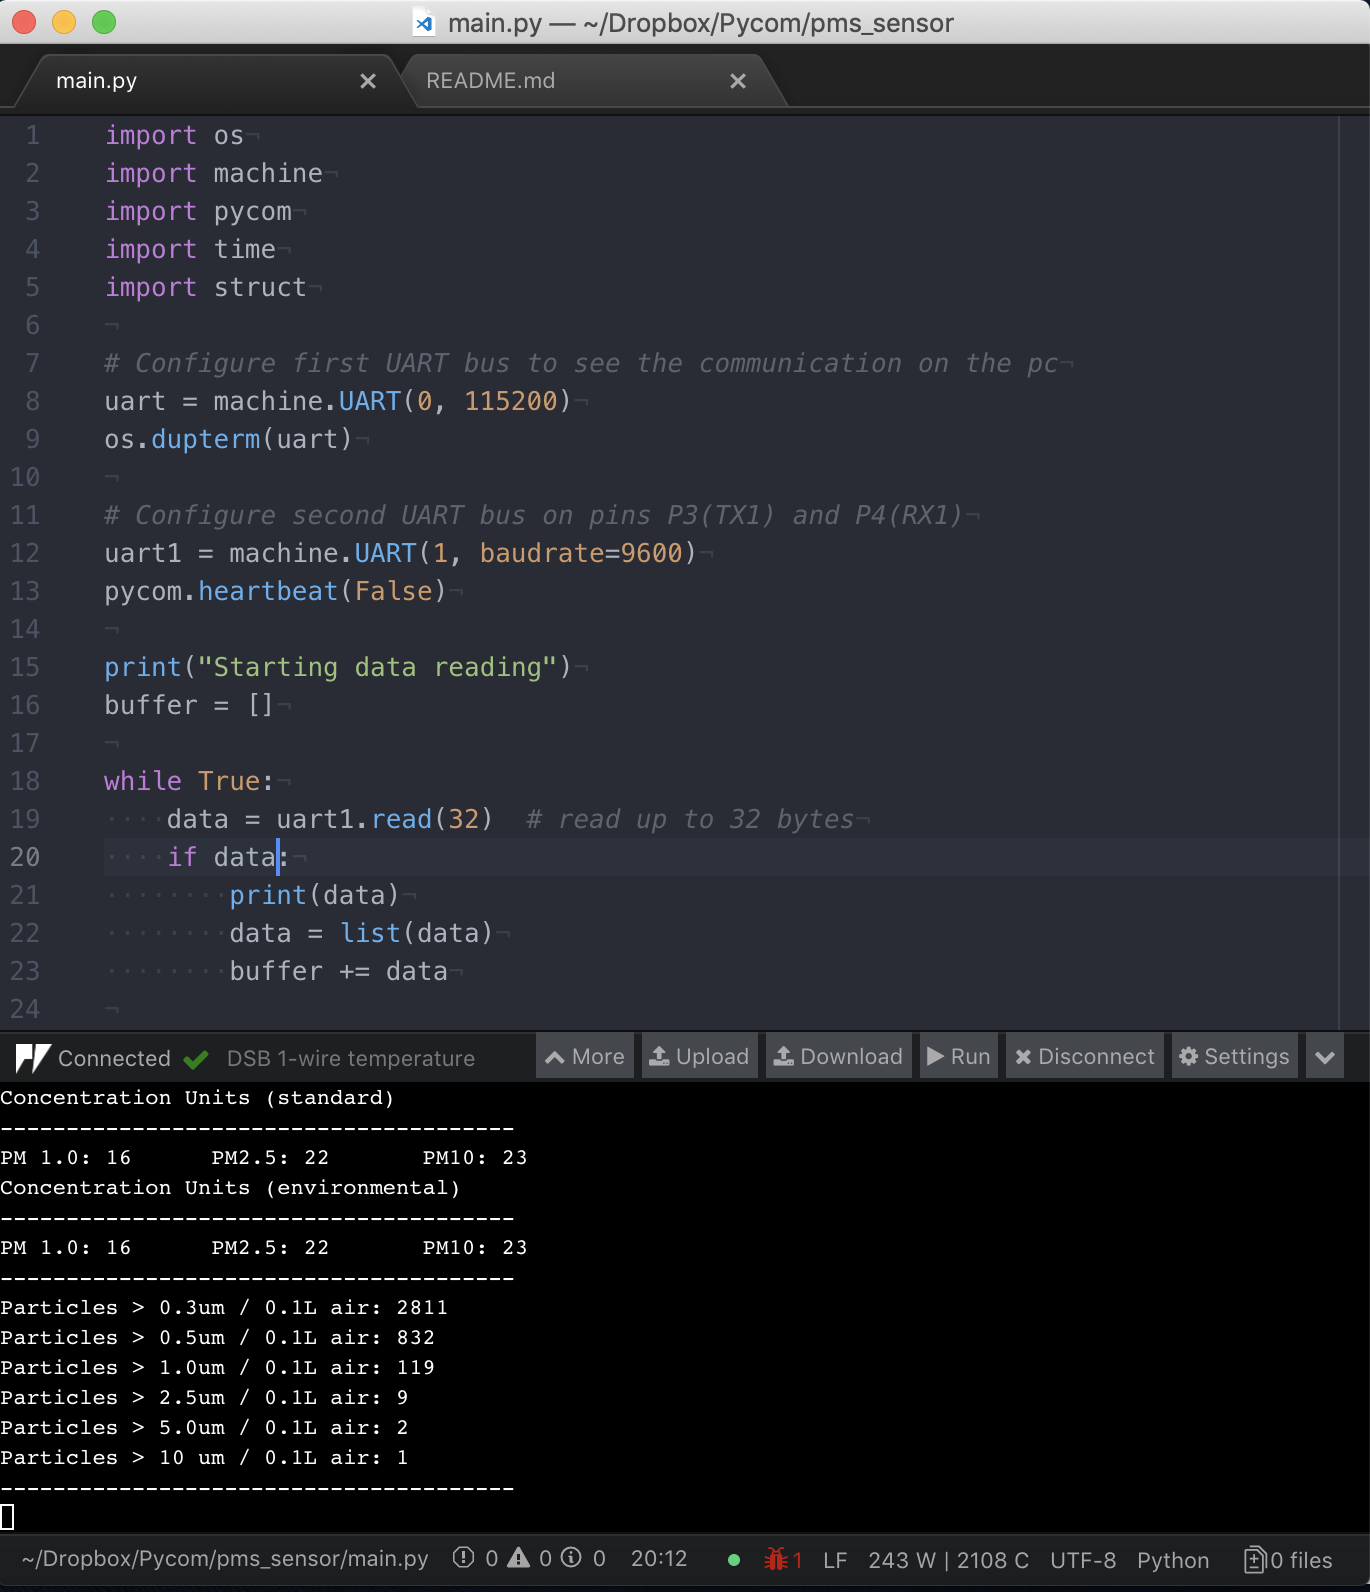 main.py — ~/Dropbox/Pycom/pms_sensor
main.py README.md
1 import os
2 import machine
3 import pycom
4 import time
5 import struct
6
7 # Configure first UART bus to see the communication on the pc
8 uart = machine.UART(0, 115200)
9 os.dupterm(uart)
10
11 # Configure second UART bus on pins P3(TX1) and P4(RX1)
12 uart1 = machine.UART(1, baudrate=9600)
13 pycom.heartbeat(False)
14
15 print("Starting data reading")
16 buffer = []
17
18 while True:
19     data = uart1.read(32)  # read up to 32 bytes
20     if data:
21         print(data)
22         data = list(data)
23         buffer += data
24
Connected DSB 1-wire temperature More Upload Download Run Disconnect Settings
Concentration Units (standard)
---------------------------------------
PM 1.0: 16      PM2.5: 22       PM10: 23
Concentration Units (environmental)
---------------------------------------
PM 1.0: 16      PM2.5: 22       PM10: 23
---------------------------------------
Particles > 0.3um / 0.1L air: 2811
Particles > 0.5um / 0.1L air: 832
Particles > 1.0um / 0.1L air: 119
Particles > 2.5um / 0.1L air: 9
Particles > 5.0um / 0.1L air: 2
Particles > 10 um / 0.1L air: 1
---------------------------------------
~/Dropbox/Pycom/pms_sensor/main.py 0 0 0 20:12 1 LF 243 W | 2108 C UTF-8 Python 0 files